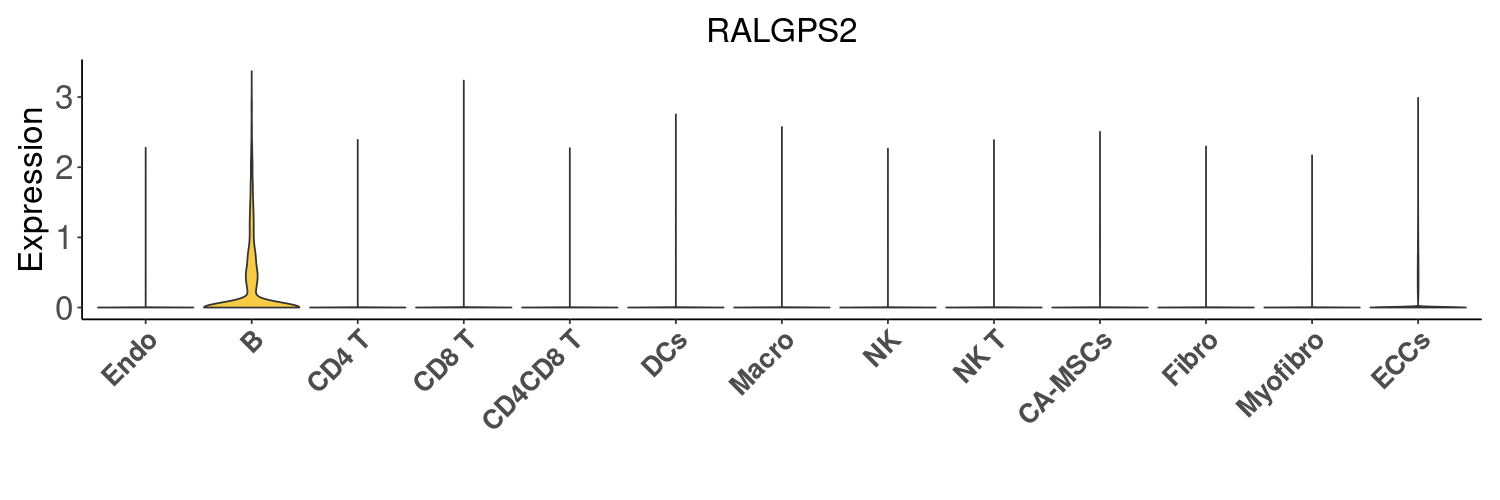 RALGPS2
Expression
3
2
1
0
Endo
B
CD4 T
CD8 T
CD4CD8 T
DCs
Macro
NK
NK T
CA-MSCs
Fibro
Myofibro
ECCs